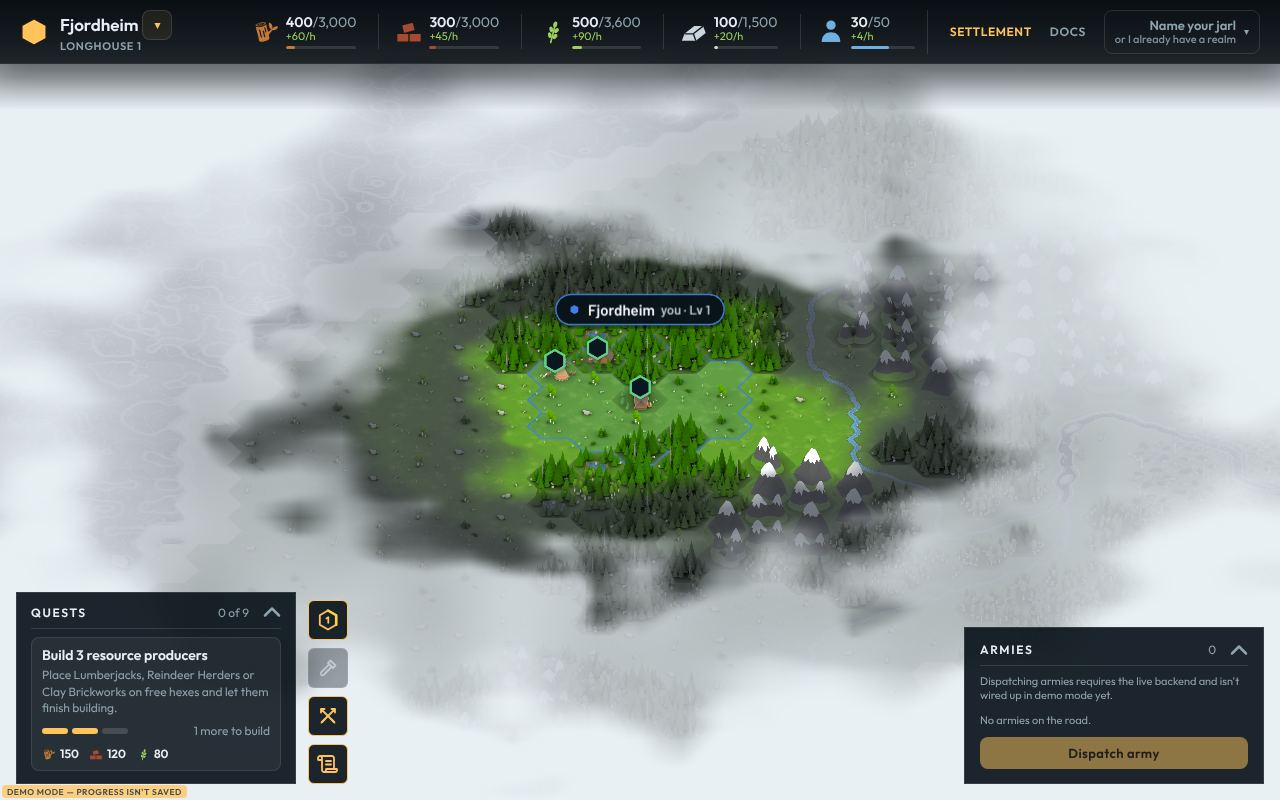 Fjordheim
▼
LONGHOUSE 1
400/3,000
+60/h
300/3,000
+45/h
500/3,600
+90/h
100/1,500
+20/h
30/50
+4/h
SETTLEMENT
DOCS
Name your jarl
or I already have a realm
▾
Fjordheim you · Lv 1
QUESTS
0 of 9
Build 3 resource producers
Place Lumberjacks, Reindeer Herders or
Clay Brickworks on free hexes and let them
finish building.
1 more to build
150 120 80
1
ARMIES
0
Dispatching armies requires the live backend and isn't
wired up in demo mode yet.
No armies on the road.
Dispatch army
DEMO MODE — PROGRESS ISN'T SAVED